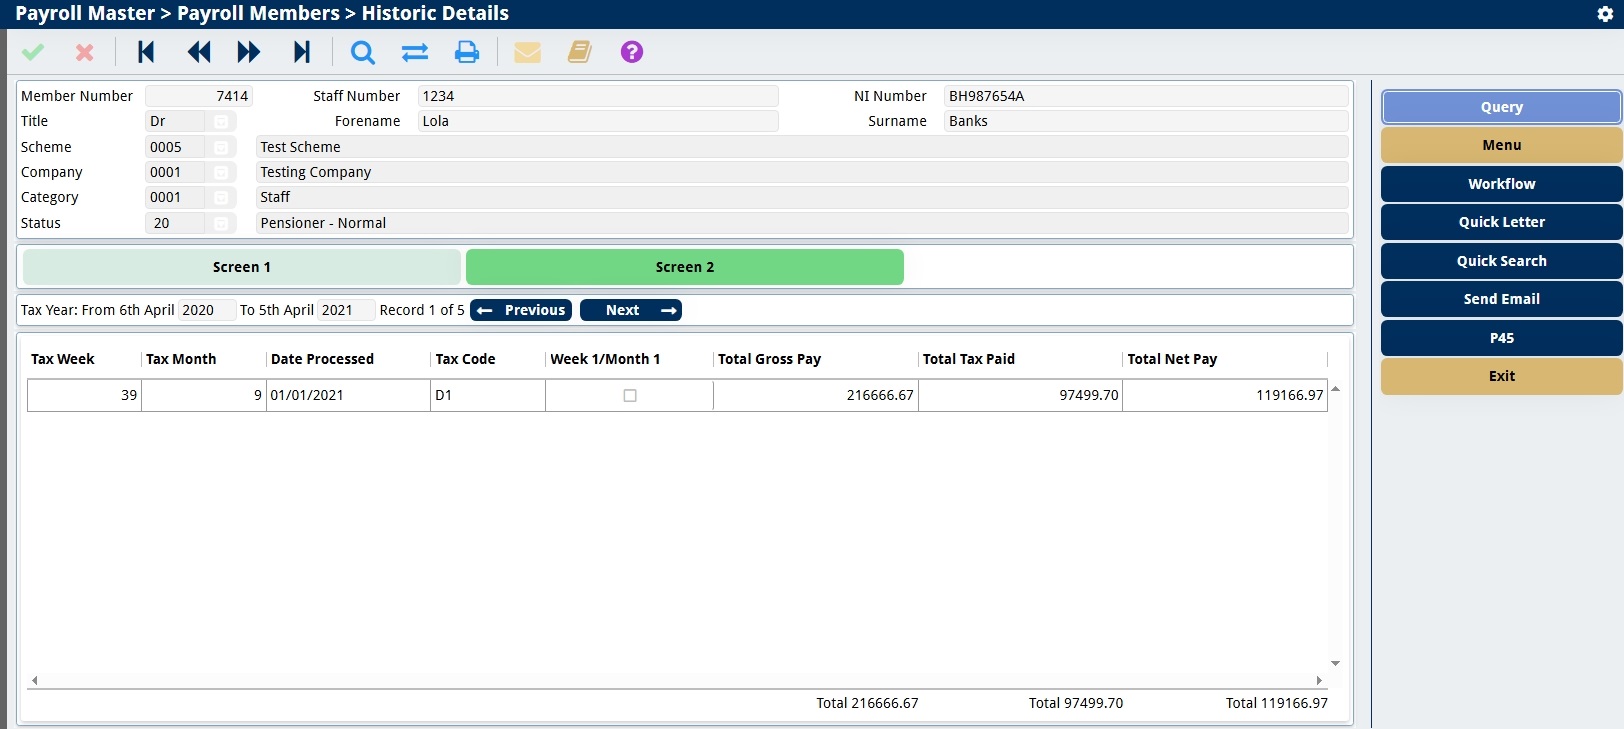 Payroll Master > Payroll Members > Historic Details
Member Number 7414 Staff Number 1234 NI Number BH987654A
Title Dr Forename Lola Surname Banks
Scheme 0005 Test Scheme
Company 0001 Testing Company
Category 0001 Staff
Status 20 Pensioner - Normal
Screen 1 Screen 2
Tax Year: From 6th April 2020 To 5th April 2021 Record 1 of 5 Previous Next
Tax Week Tax Month Date Processed Tax Code Week 1/Month 1 Total Gross Pay Total Tax Paid Total Net Pay
39 9 01/01/2021 D1 216666.67 97499.70 119166.97
Total 216666.67 Total 97499.70 Total 119166.97
Query
Menu
Workflow
Quick Letter
Quick Search
Send Email
P45
Exit